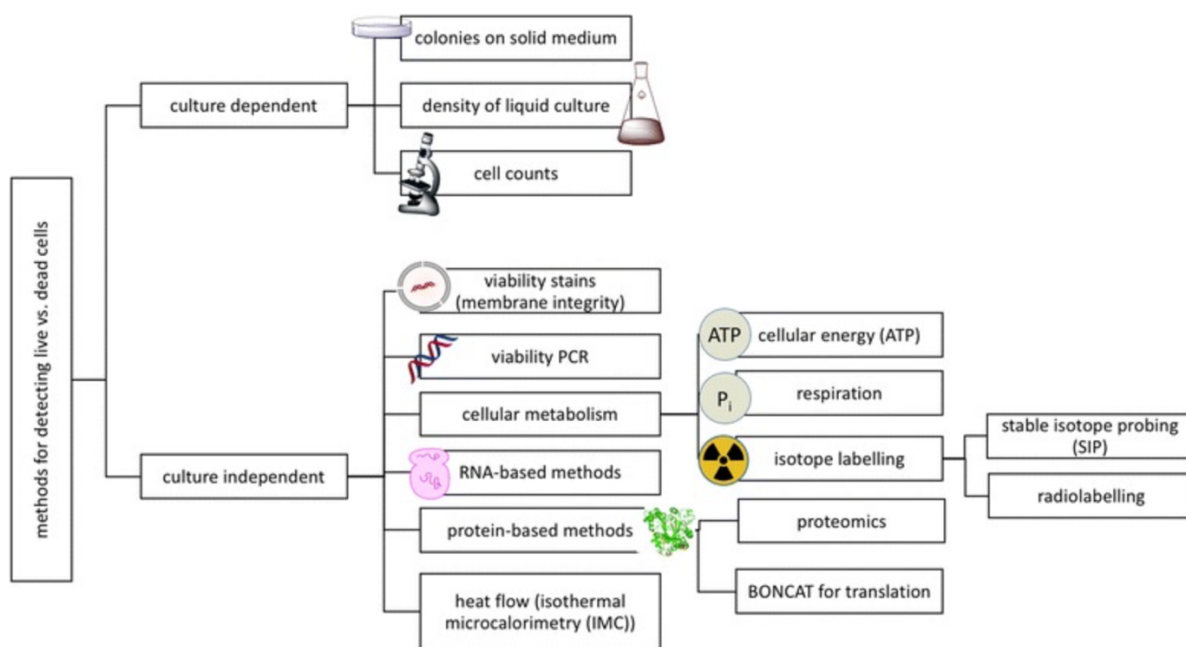 methods for detecting live vs. dead cells
culture dependent
colonies on solid medium
density of liquid culture
cell counts
culture independent
viability stains
(membrane integrity)
viability PCR
cellular metabolism
ATP
cellular energy (ATP)
Pi
respiration
isotope labelling
stable isotope probing
(SIP)
radiolabelling
RNA-based methods
protein-based methods
proteomics
BONCAT for translation
heat flow (isothermal
microcalorimetry (IMC))